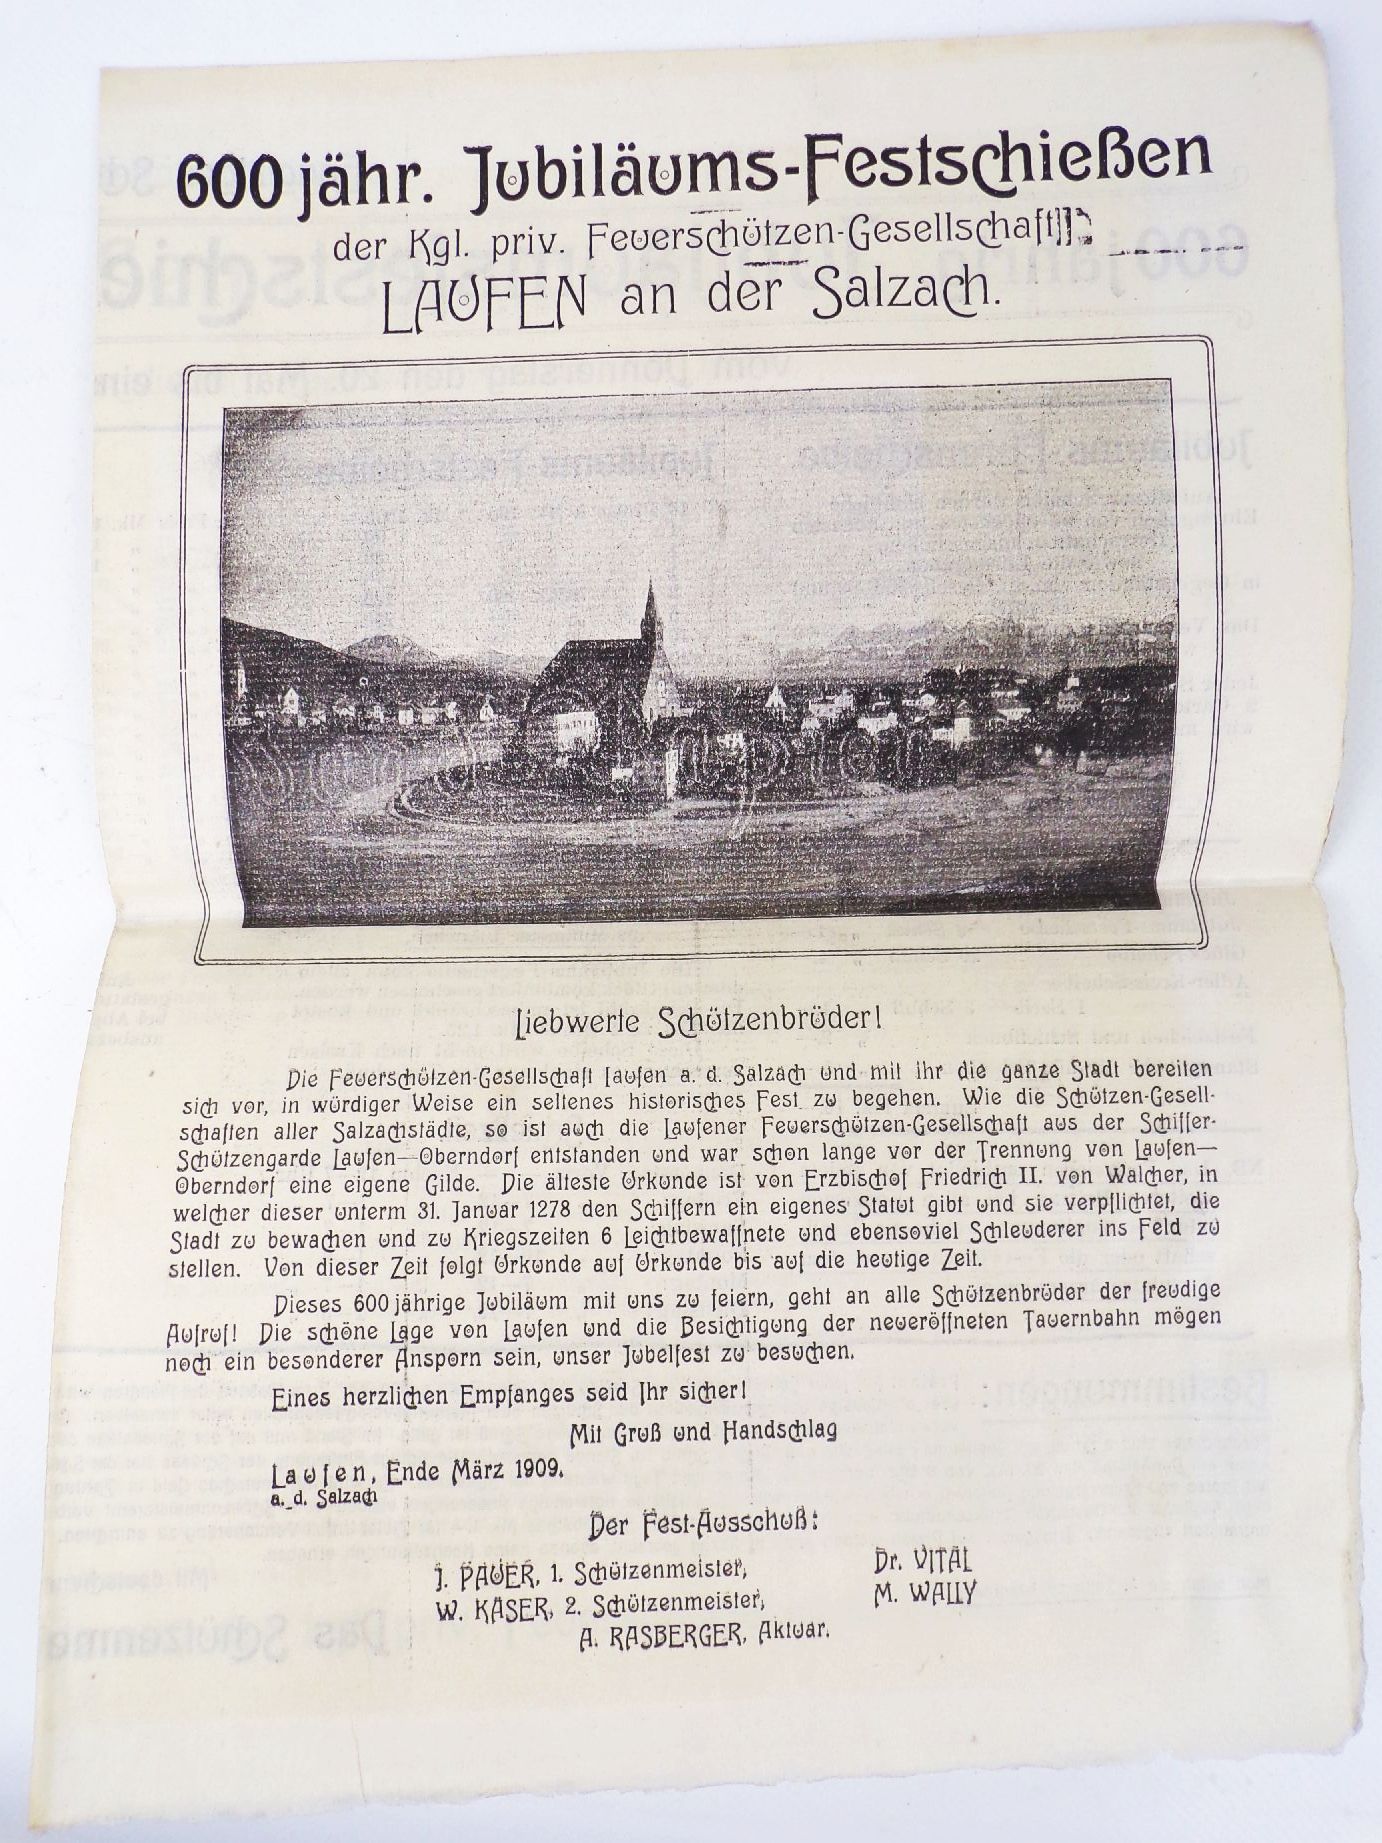 600 jähr. Jubiläums-Festschießen
der Kgl. priv. Feuerschützen-Gesellschaft
LAUFEN an der Salzach.
Liebwerte Schützenbrüder!
Die Feuerschützen-Gesellschaft Laufen a. d. Salzach und mit ihr die ganze Stadt bereiten
sich vor, in würdiger Weise ein seltenes historisches Fest zu begehen. Wie die Schützen-Gesell-
schaften aller Salzachstädte, so ist auch die Laufener Feuerschützen-Gesellschaft aus der Schiffer-
Schützengarde Laufen—Oberndorf entstanden und war schon lange vor der Trennung von Laufen—
Oberndorf eine eigene Gilde. Die älteste Urkunde ist von Erzbischof Friedrich II. von Walcher, in
welcher dieser unterm 31. Januar 1278 den Schiffern ein eigenes Statut gibt und sie verpflichtet, die
Stadt zu bewachen und zu Kriegszeiten 6 Leichtbewaffnete und ebensoviel Schleuderer ins Feld zu
stellen. Von dieser Zeit folgt Urkunde auf Urkunde bis auf die heutige Zeit.
Dieses 600 jährige Jubiläum mit uns zu feiern, geht an alle Schützenbrüder der freudige
Aufruf! Die schöne Lage von Laufen und die Besichtigung der neueröffneten Tauernbahn mögen
noch ein besonderer Ansporn sein, unser Jubelfest zu besuchen.
Eines herzlichen Empfanges seid Ihr sicher!
Mit Gruß und Handschlag
Laufen, Ende März 1909.
a. d. Salzach
Der Fest-Ausschuß:
J. PAUER, 1. Schützenmeister, Dr. VITAL
W. KÄSER, 2. Schützenmeister, M. WALLY
A. RASBERGER, Aktuar.